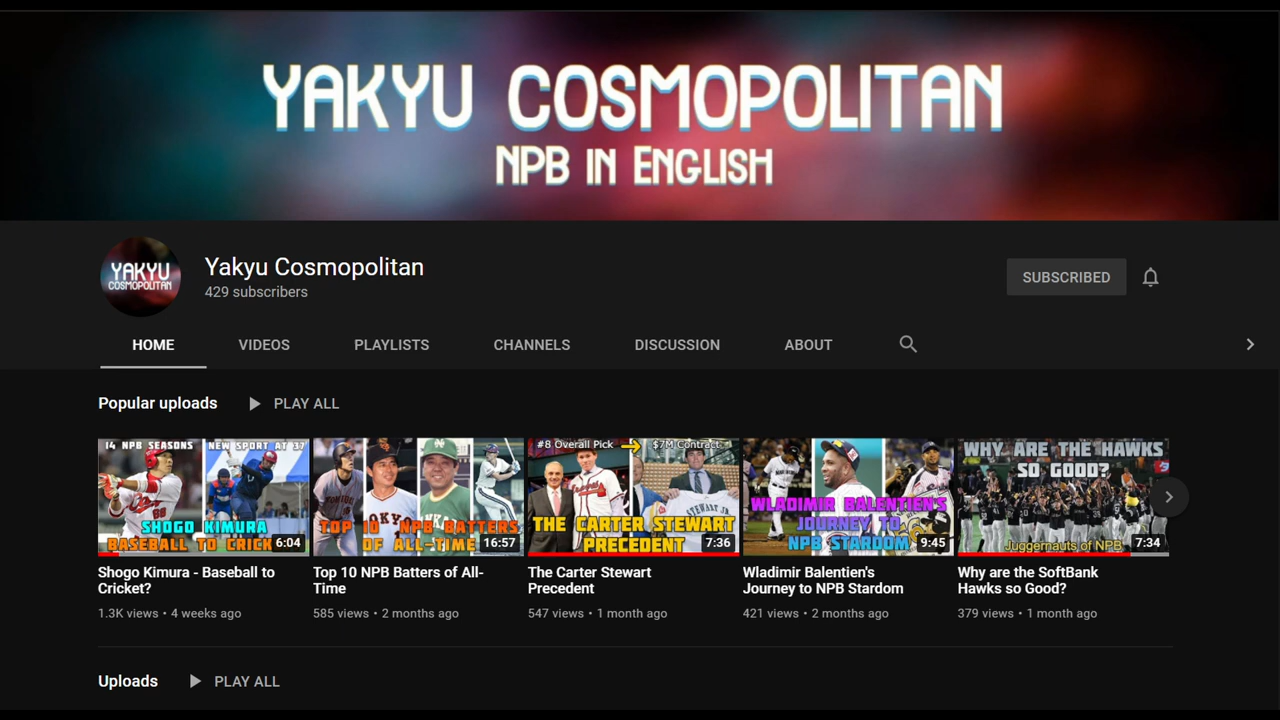 YAKYU COSMOPOLITAN
NPB IN ENGLISH
YAKYU
COSMOPOLITAN
Yakyu Cosmopolitan
429 subscribers
SUBSCRIBED
HOME
VIDEOS
PLAYLISTS
CHANNELS
DISCUSSION
ABOUT
Popular uploads
PLAY ALL
14 NPB SEASONS
NEW SPORT AT 37
SHOGO KIMURA
BASEBALL TO CRICK
6:04
Shogo Kimura - Baseball to
Cricket?
1.3K views • 4 weeks ago
TOP 10 NPB BATTERS
OF ALL-TIME
16:57
Top 10 NPB Batters of All-
Time
585 views • 2 months ago
#8 Overall Pick
$7M Contract
STEWART JR.
THE CARTER STEWART
PRECEDENT
7:36
The Carter Stewart
Precedent
547 views • 1 month ago
WLADIMIR BALENTIEN'S
JOURNEY TO
NPB STARDOM
9:45
Wladimir Balentien's
Journey to NPB Stardom
421 views • 2 months ago
WHY ARE THE HAWKS
SO GOOD?
Juggernauts of NPB
7:34
Why are the SoftBank
Hawks so Good?
379 views • 1 month ago
Uploads
PLAY ALL